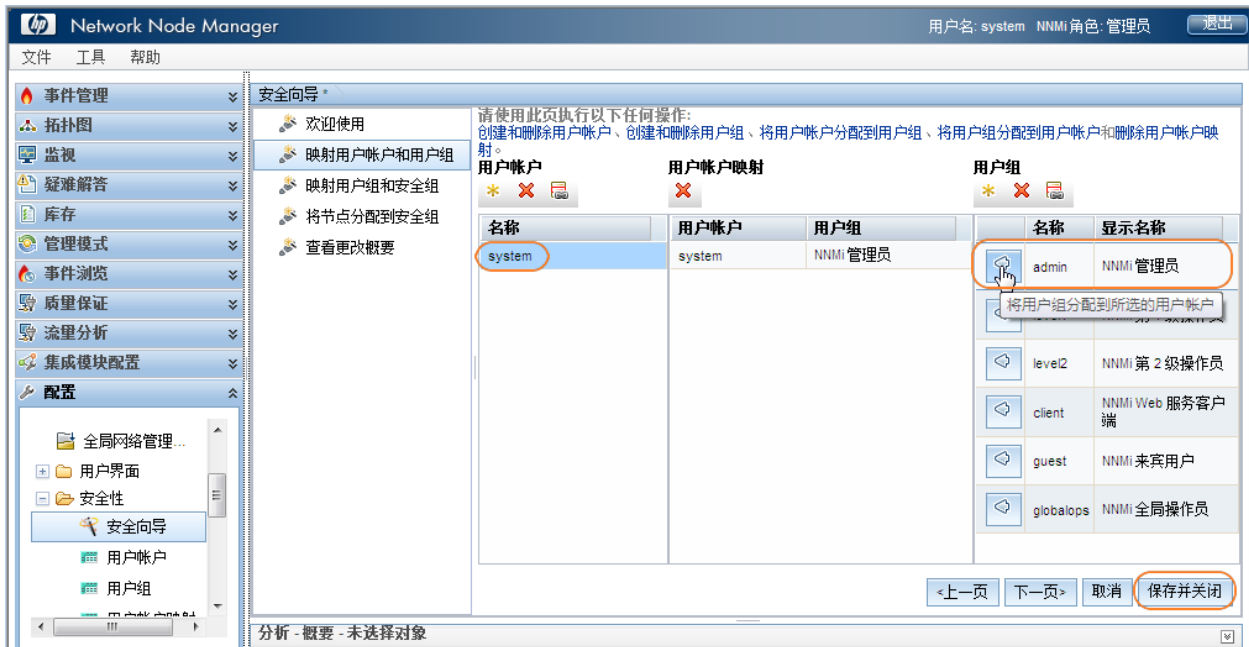 hp Network Node Manager
用户名: system NNMi 角色: 管理员 退出
文件 工具 帮助
事件管理
拓扑图
监视
疑难解答
库存
管理模式
事件浏览
质量保证
流里分析
集成模块配置
配置
全局网络管理...
用户界面
安全性
安全向导
用户帐户
用户组
用户帐户映射
安全向导 *
欢迎使用
映射用户帐户和用户组
映射用户组和安全组
将节点分配到安全组
查看更改概要
请使用此页执行以下任何操作:
创建和删除用户帐户、创建和删除用户组、将用户帐户分配到用户组、将用户组分配到用户帐户和删除用户帐户映
射。
用户帐户 用户帐户映射 用户组
名称 用户帐户 用户组 名称 显示名称
system system NNMi 管理员 admin NNMi 管理员
将用户组分配到所选的用户帐户
level2 NNMi 第 2 级操作员
client NNMi Web 服务客户
端
guest NNMi 来宾用户
globalops NNMi 全局操作员
<上一页 下一页> 取消 保存并关闭
分析 - 概要 - 未选择对象